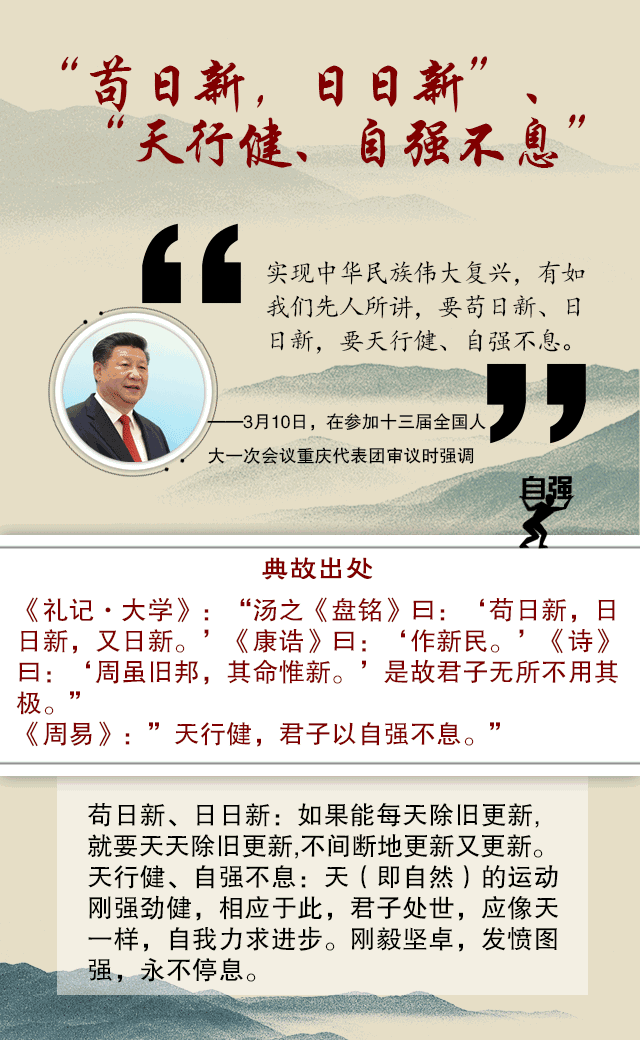 “苟日新，日日新”、
“天行健、自强不息”
实现中华民族伟大复兴，有如
我们先人所讲，要苟日新、日
日新，要天行健、自强不息。
——3月10日，在参加十三届全国人
大一次会议重庆代表团审议时强调
自强
典故出处
《礼记·大学》：“汤之《盘铭》曰：‘苟日新，日
日新，又日新。’《康诰》曰：‘作新民。’《诗》
曰：‘周虽旧邦，其命惟新。’是故君子无所不用其
极。”
《周易》：”天行健，君子以自强不息。”
苟日新、日日新：如果能每天除旧更新，
就要天天除旧更新,不间断地更新又更新。
天行健、自强不息：天（即自然）的运动
刚强劲健，相应于此，君子处世，应像天
一样，自我力求进步。刚毅坚卓，发愤图
强，永不停息。